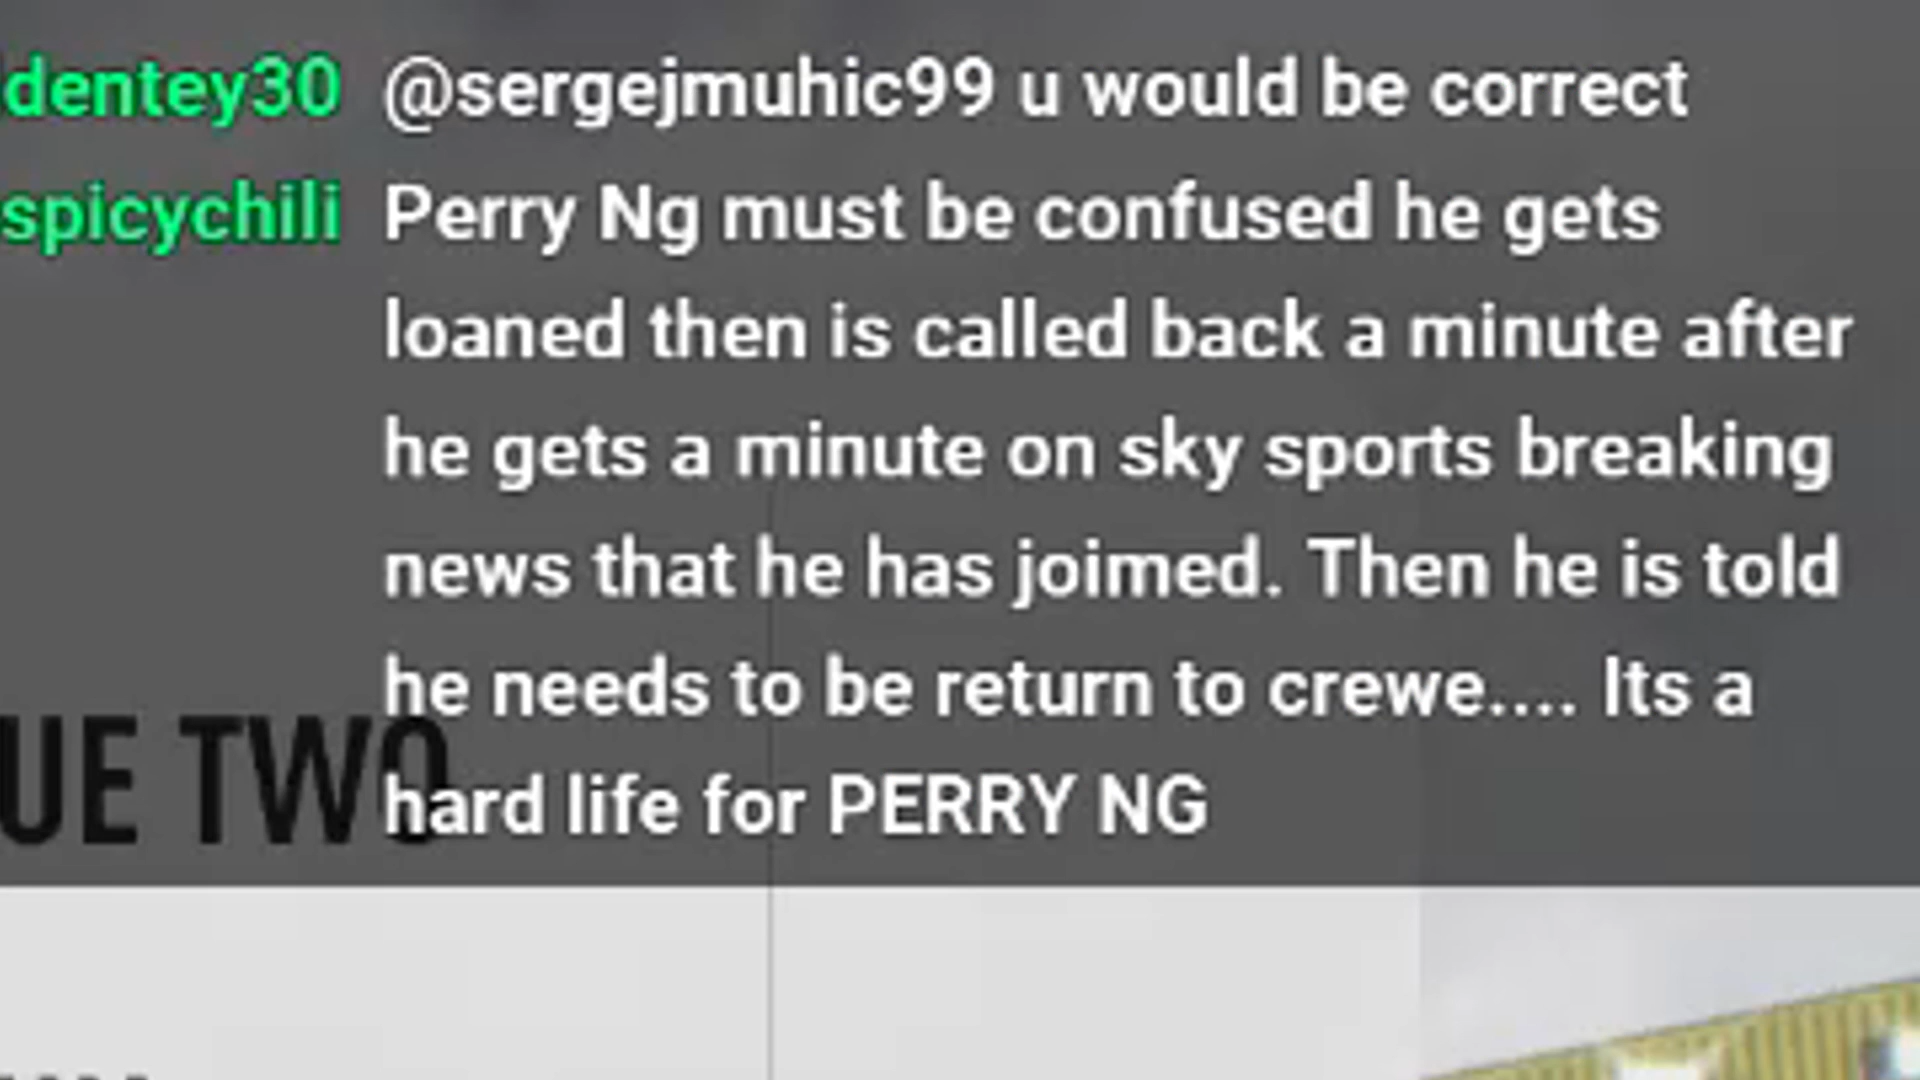 dentey30 @sergejmuhic99 u would be correct
spicychili Perry Ng must be confused he gets
loaned then is called back a minute after
he gets a minute on sky sports breaking
news that he has joimed. Then he is told
he needs to be return to crewe.... Its a
UE TWO
hard life for PERRY NG